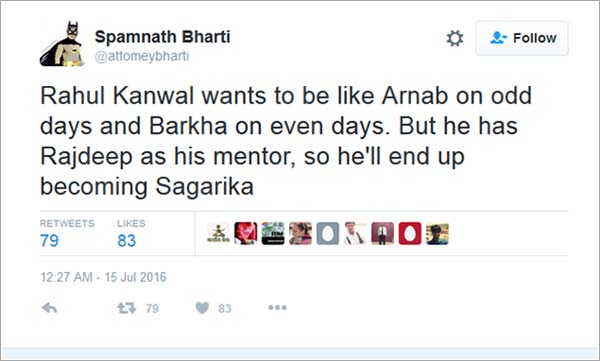 Spamnath Bharti
@attomeybharti
Follow
Rahul Kanwal wants to be like Arnab on odd
days and Barkha on even days. But he has
Rajdeep as his mentor, so he'll end up
becoming Sagarika
RETWEETS LIKES
79 83
12:27 AM - 15 Jul 2016
79 83